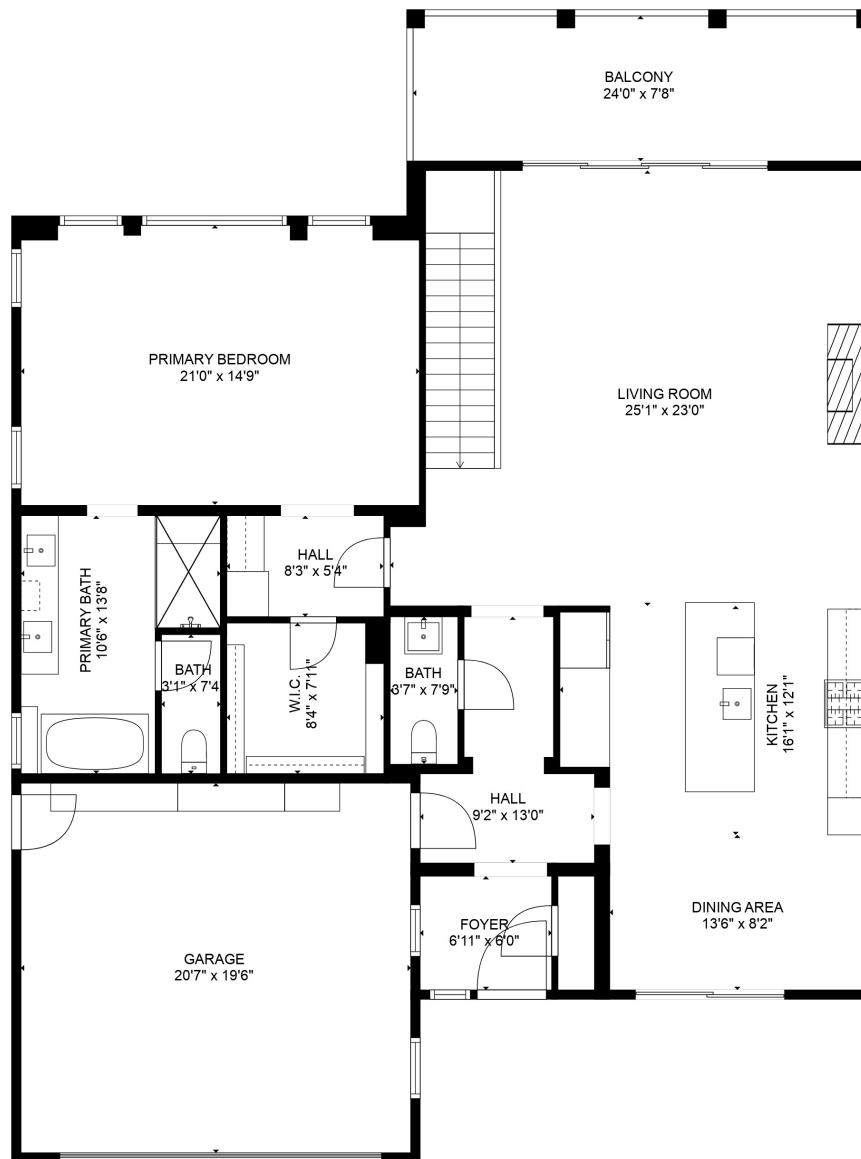 BALCONY
24'0" x 7'8"
PRIMARY BEDROOM
21'0" x 14'9"
LIVING ROOM
25'1" x 23'0"
HALL
8'3" x 5'4"
PRIMARY BATH
10'6" x 13'8"
BATH
3'1" x 7'4
W.I.C.
8'4" x 7'11"
BATH
3'7" x 7'9"
KITCHEN
16'1" x 12'1"
HALL
9'2" x 13'0"
FOYER
6'11" x 6'0"
DINING AREA
13'6" x 8'2"
GARAGE
20'7" x 19'6"